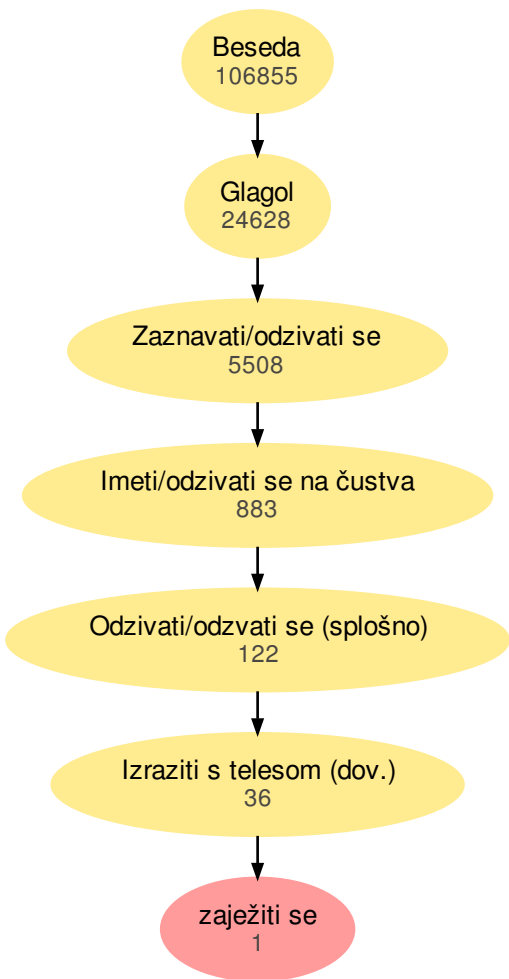 Beseda
106855
Glagol
24628
Zaznavati/odzivati se
5508
Imeti/odzivati se na čustva
883
Odzivati/odzvati se (splošno)
122
Izraziti s telesom (dov.)
36
zaježiti se
1